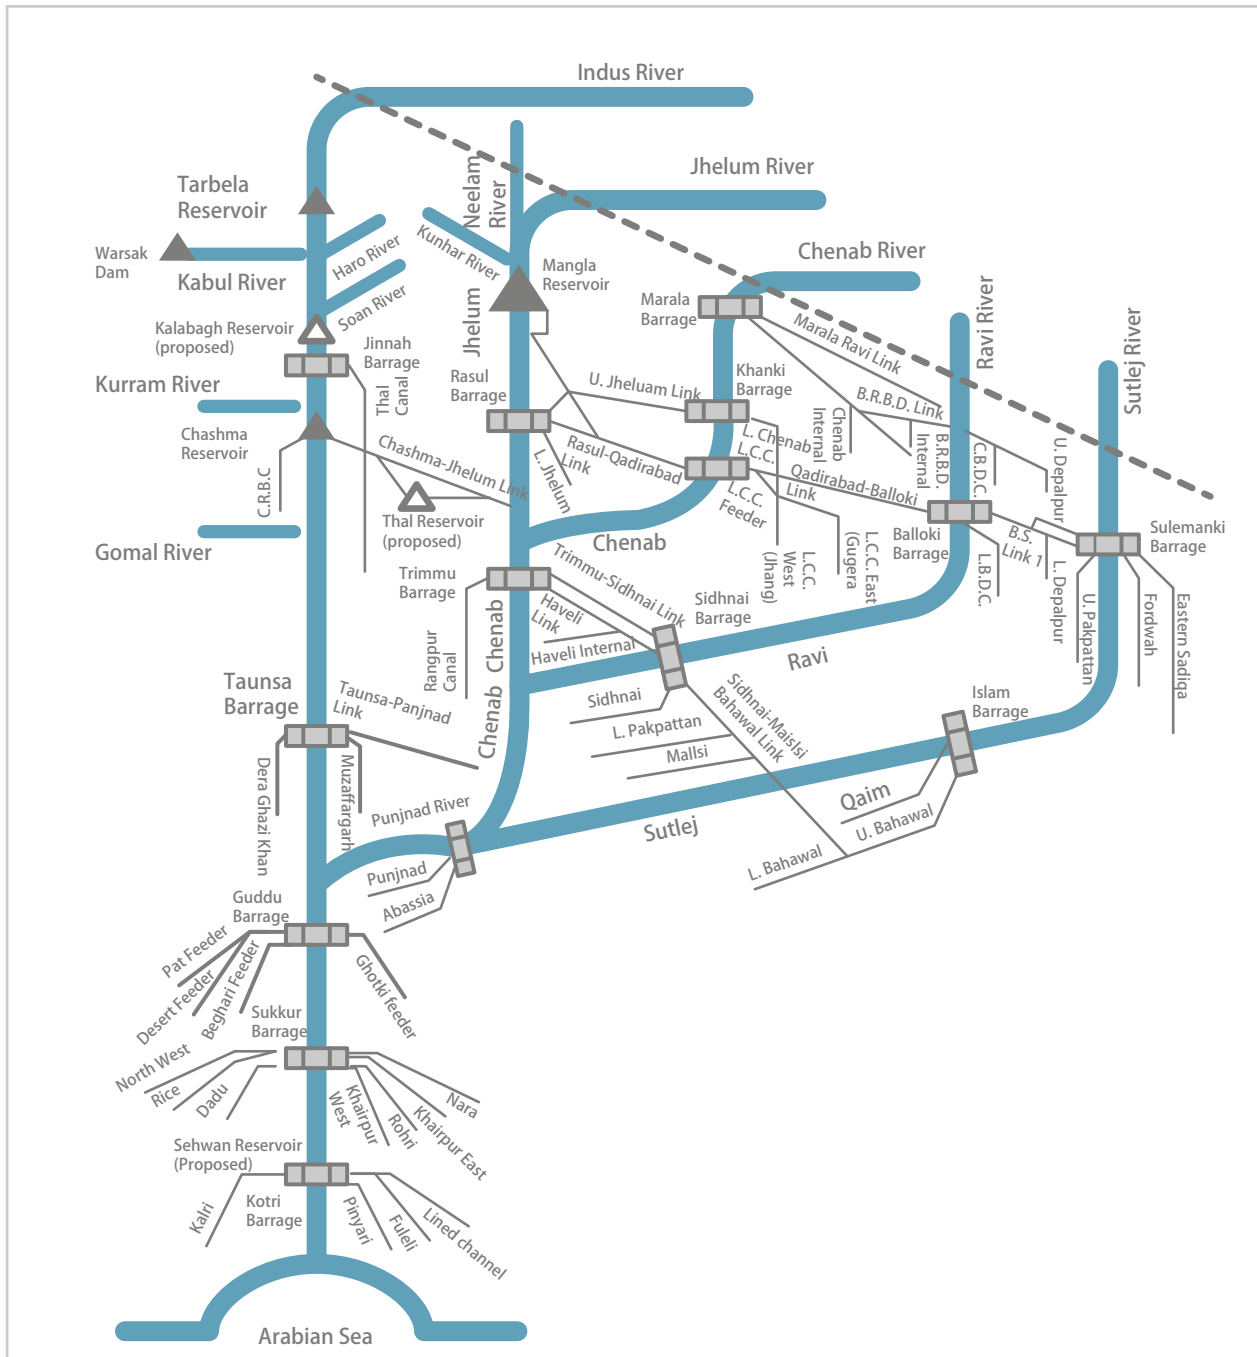 Indus River
Jhelum River
Neelam
River
Tarbela
Reservoir
Warsak
Dam
Kabul River
Haro River
Kunhar River
Soan River
Mangla
Reservoir
Chenab River
Marala
Barrage
Marala Ravi Link
Ravi River
Sutlej River
Kalabagh Reservoir
(proposed)
Jinnah
Barrage
Thal
Canal
Jhelum
Kurram River
Rasul
Barrage
U. Jheluam Link
Khanki
Barrage
B.R.B.D. Link
Chenab
Internal
B.R.B.D.
Internal
C.B.D.C.
U. Depalpur
Chashma
Reservoir
C.R.B.C
Chashma-Jhelum Link
L. Jhelum
Link
Rasul-Qadirabad
L. Chenab
L.C.C.
L.C.C.
Feeder
Qadirabad-Balloki
Link
Thal Reservoir
(proposed)
Gomal River
Chenab
L.C.C.
West
(Jhang)
L.C.C. East
(Gugera
Balloki
Barrage
L.B.D.C.
B.S.
Link 1
L. Depalpur
Sulemanki
Barrage
U. Pakpattan
Fordwah
Eastern Sadiqa
Trimmu
Barrage
Trimmu-Sidhnai Link
Haveli
Link
Haveli Internal
Rangpur
Canal
Chenab
Chenab
Sidhnai
Barrage
Ravi
Sidhnai
L. Pakpattan
Mallsi
Sidhnai-Maislsi
Bahawal Link
Islam
Barrage
Taunsa
Barrage
Taunsa-Panjnad
Link
Dera Ghazi Khan
Muzaffargarh
Punjnad River
Sutlej
Qaim
U. Bahawal
L. Bahawal
Punjnad
Abassia
Guddu
Barrage
Pat Feeder
Desert Feeder
Beghari Feeder
Ghotki feeder
Sukkur
Barrage
North West
Rice
Dadu
Khairpur
West
Rohri
Khairpur East
Nara
Sehwan Reservoir
(Proposed)
Kotri
Barrage
Kalri
Pinyari
Fuleli
Lined channel
Arabian Sea